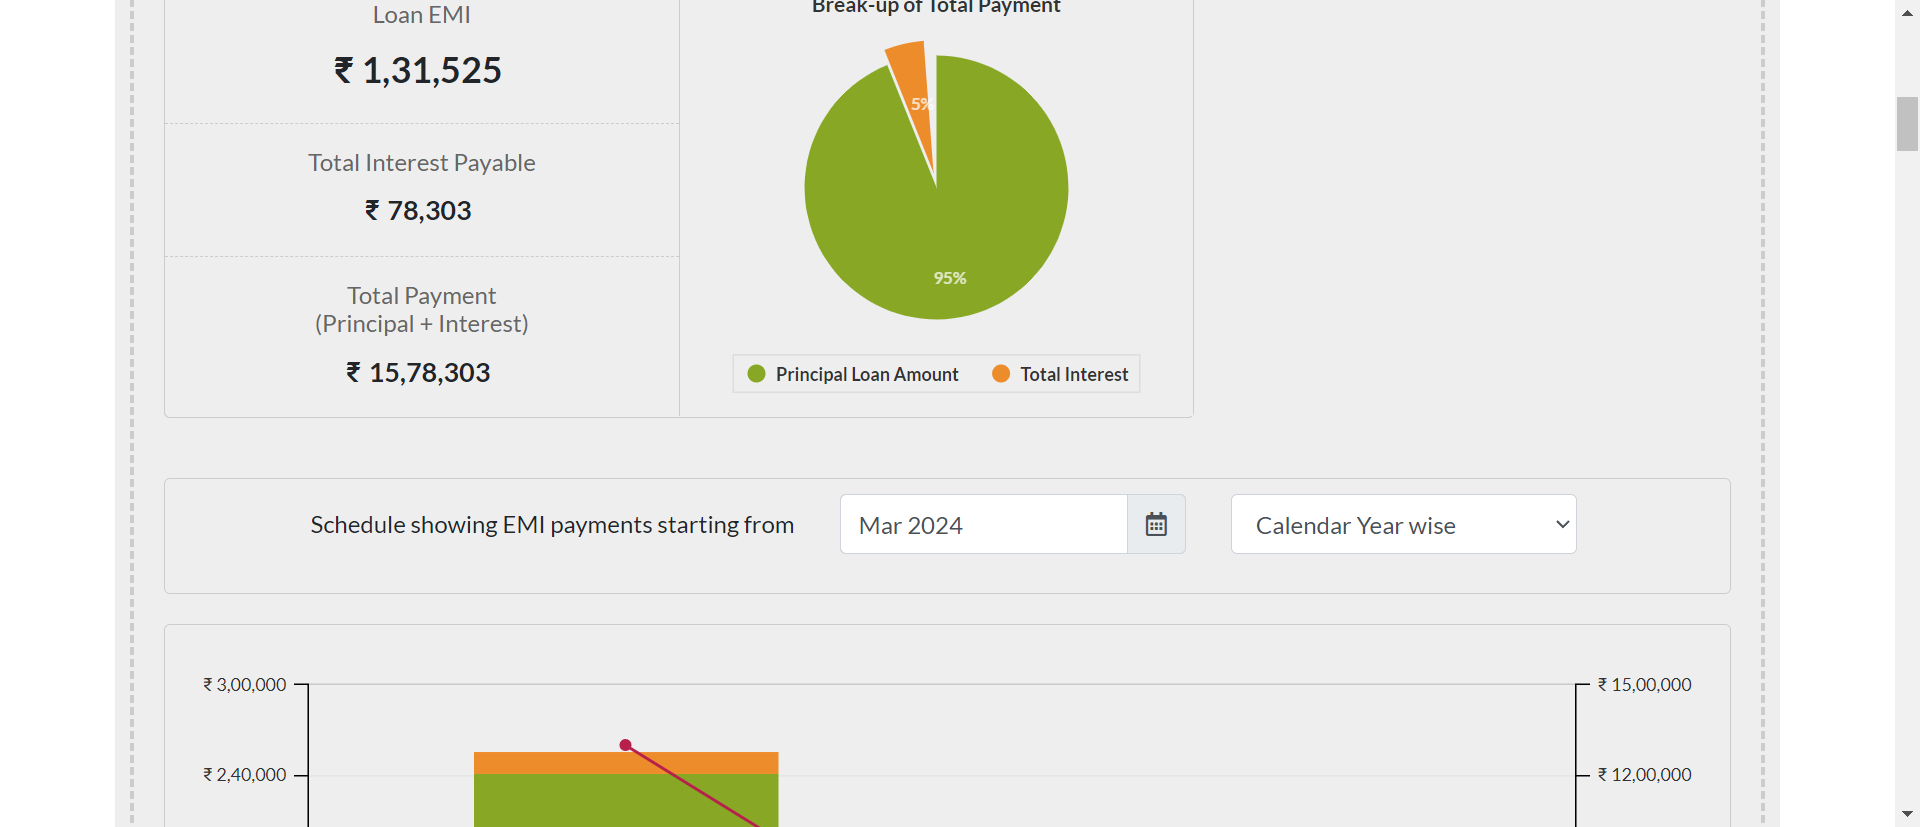 Loan EMI
₹ 1,31,525
Total Interest Payable
₹ 78,303
Total Payment
(Principal + Interest)
₹ 15,78,303
Break-up of Total Payment
5%
95%
Principal Loan Amount
Total Interest
Schedule showing EMI payments starting from
Mar 2024
Calendar Year wise
₹ 3,00,000
₹ 15,00,000
₹ 2,40,000
₹ 12,00,000